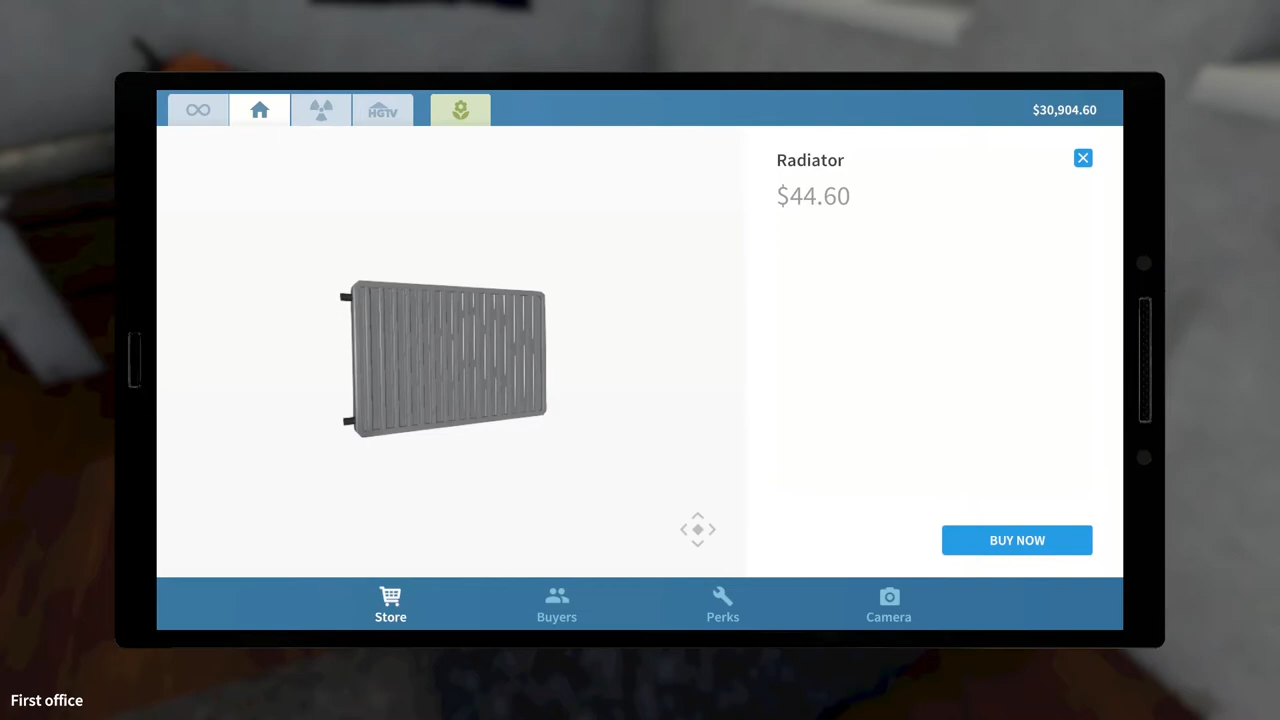 HGTV
$30,904.60
Radiator
$44.60
BUY NOW
Store
Buyers
Perks
Camera
First office